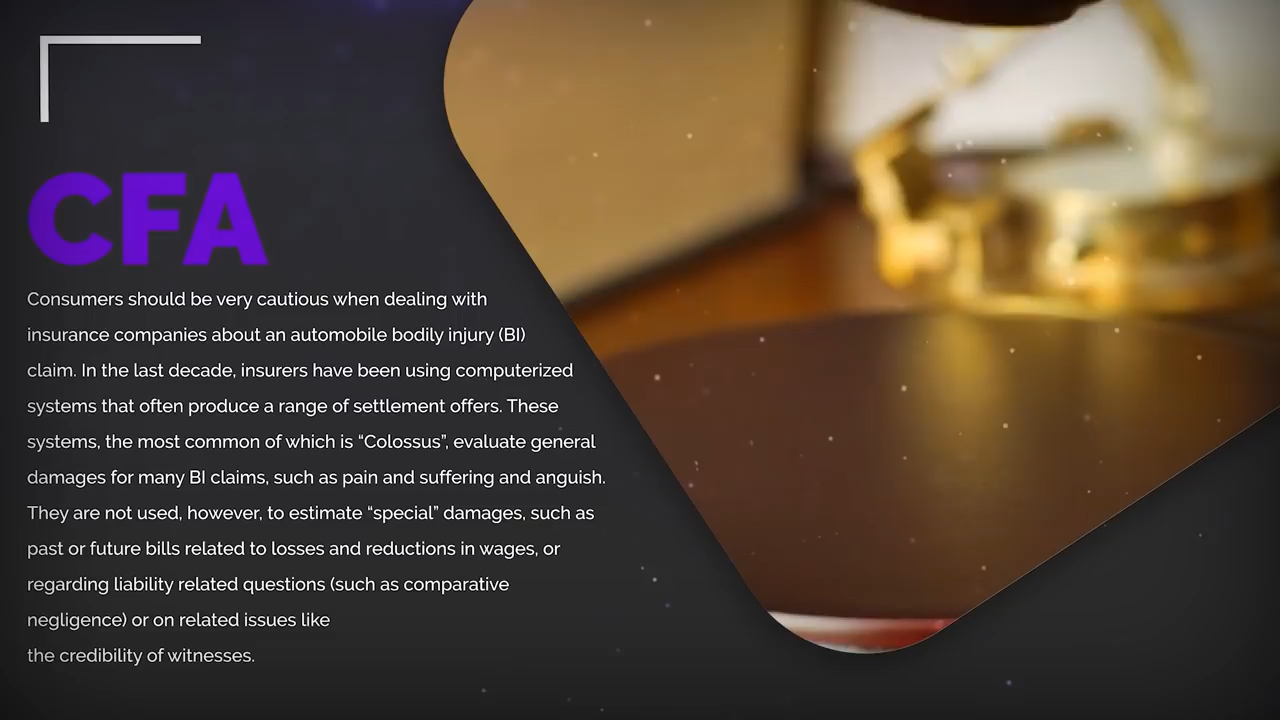 CFA
Consumers should be very cautious when dealing with
insurance companies about an automobile bodily injury (BI)
claim. In the last decade, insurers have been using computerized
systems that often produce a range of settlement offers. These
systems, the most common of which is “Colossus”, evaluate general
damages for many BI claims, such as pain and suffering and anguish.
They are not used, however, to estimate “special” damages, such as
past or future bills related to losses and reductions in wages, or
regarding liability related questions (such as comparative
negligence) or on related issues like
the credibility of witnesses.